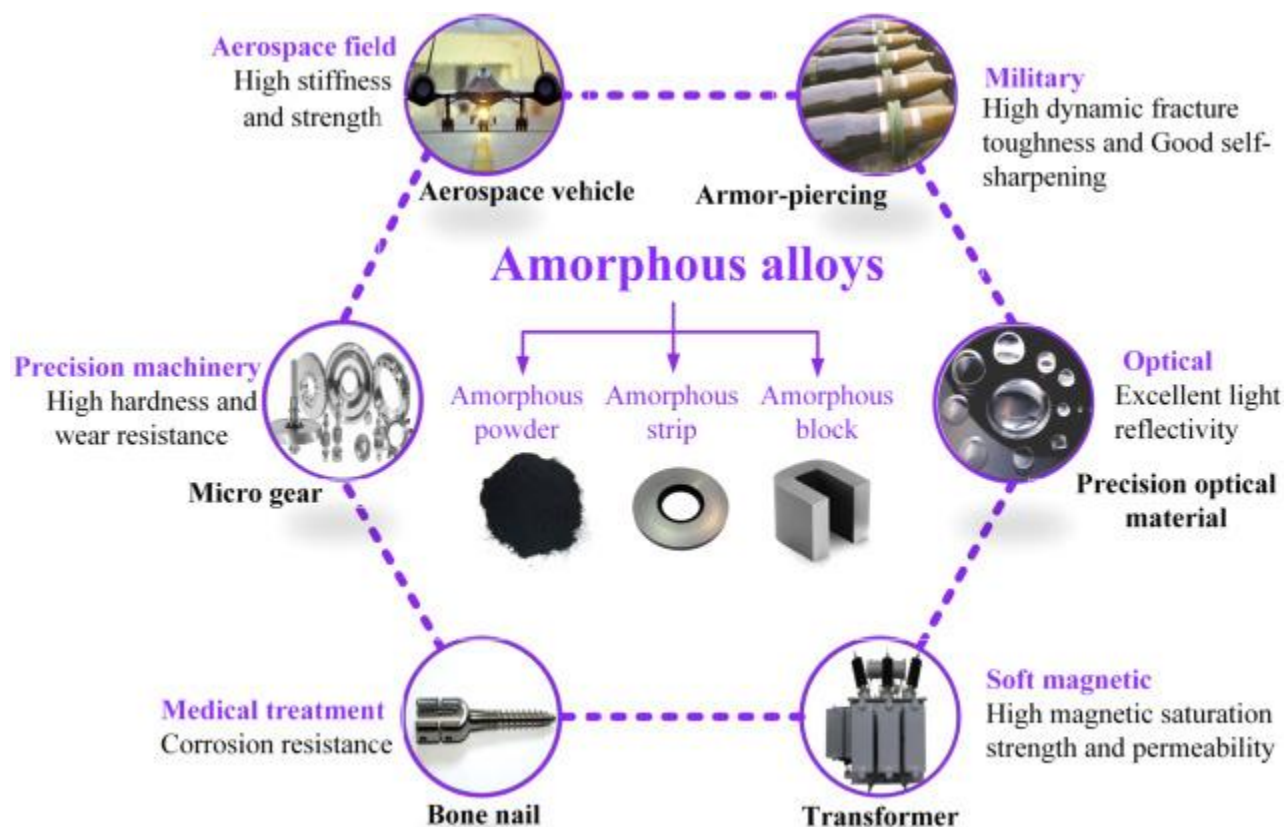 Aerospace field
High stiffness
and strength
Aerospace vehicle
Military
High dynamic fracture
toughness and Good self-
sharpening
Armor-piercing
Amorphous alloys
Amorphous
powder
Amorphous
strip
Amorphous
block
Precision machinery
High hardness and
wear resistance
Micro gear
Optical
Excellent light
reflectivity
Precision optical
material
Medical treatment
Corrosion resistance
Bone nail
Soft magnetic
High magnetic saturation
strength and permeability
Transformer